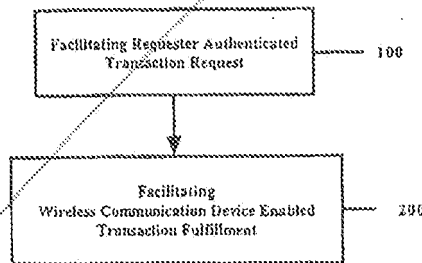 Facilitating Requester Authenticated
Transaction Request
100
Facilitating
Wireless Communication Device Enabled
Transaction Fulfillment
200